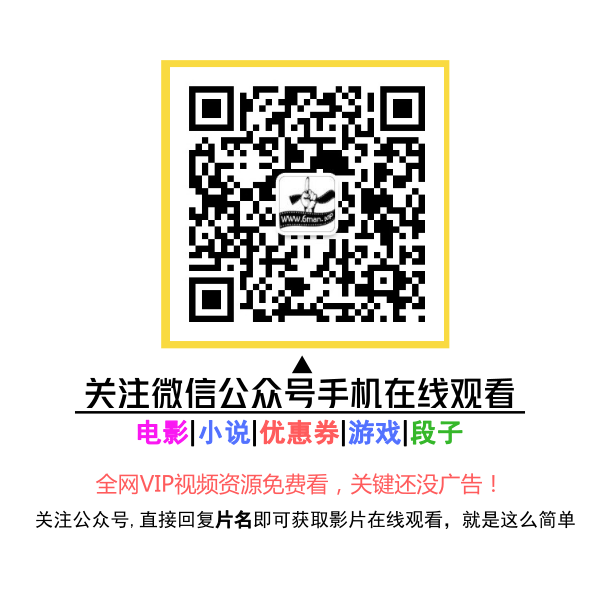 www.6man.top
关注微信公众号手机在线观看
电影|小说|优惠券|游戏|段子
全网VIP视频资源免费看，关键还没广告！
关注公众号,直接回复片名即可获取影片在线观看，就是这么简单